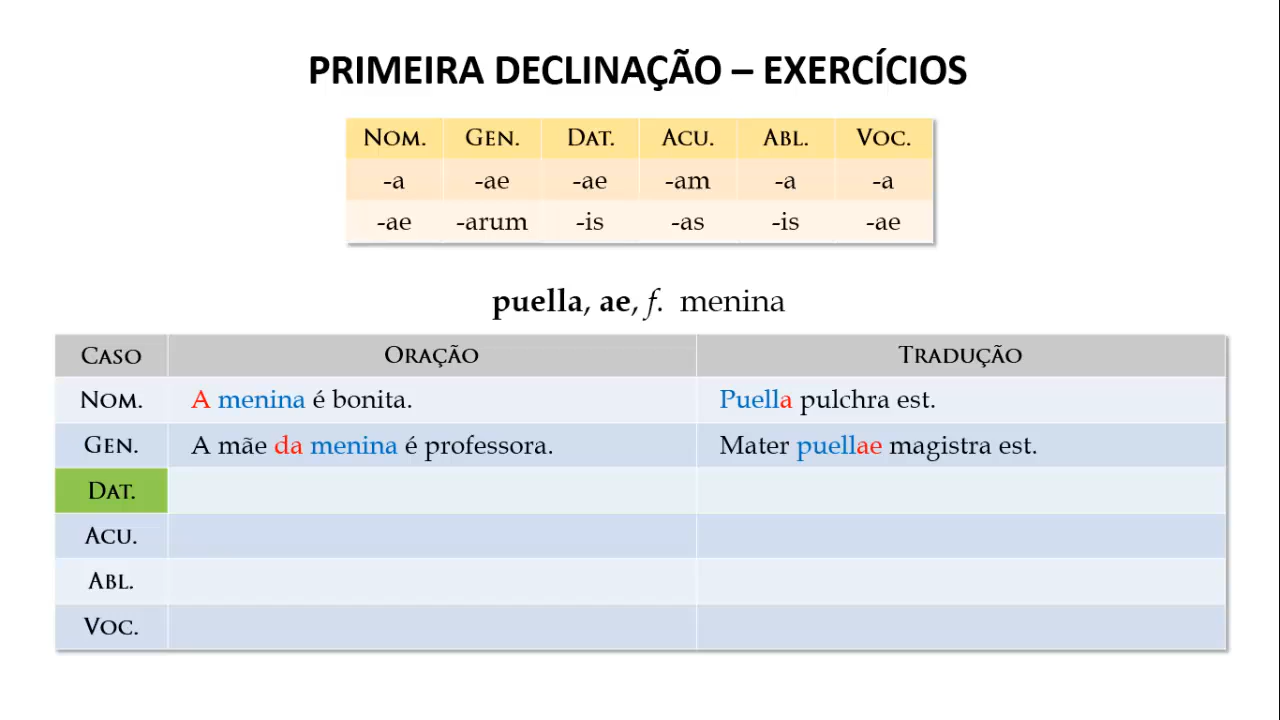 PRIMEIRA DECLINAÇÃO – EXERCÍCIOS
Nom. Gen. Dat. Acu. Abl. Voc.
-a -ae -ae -am -a -a
-ae -arum -is -as -is -ae
puella, ae, f. menina
Caso Oração Tradução
Nom. A menina é bonita. Puella pulchra est.
Gen. A mãe da menina é professora. Mater puellae magistra est.
Dat.
Acu.
Abl.
Voc.